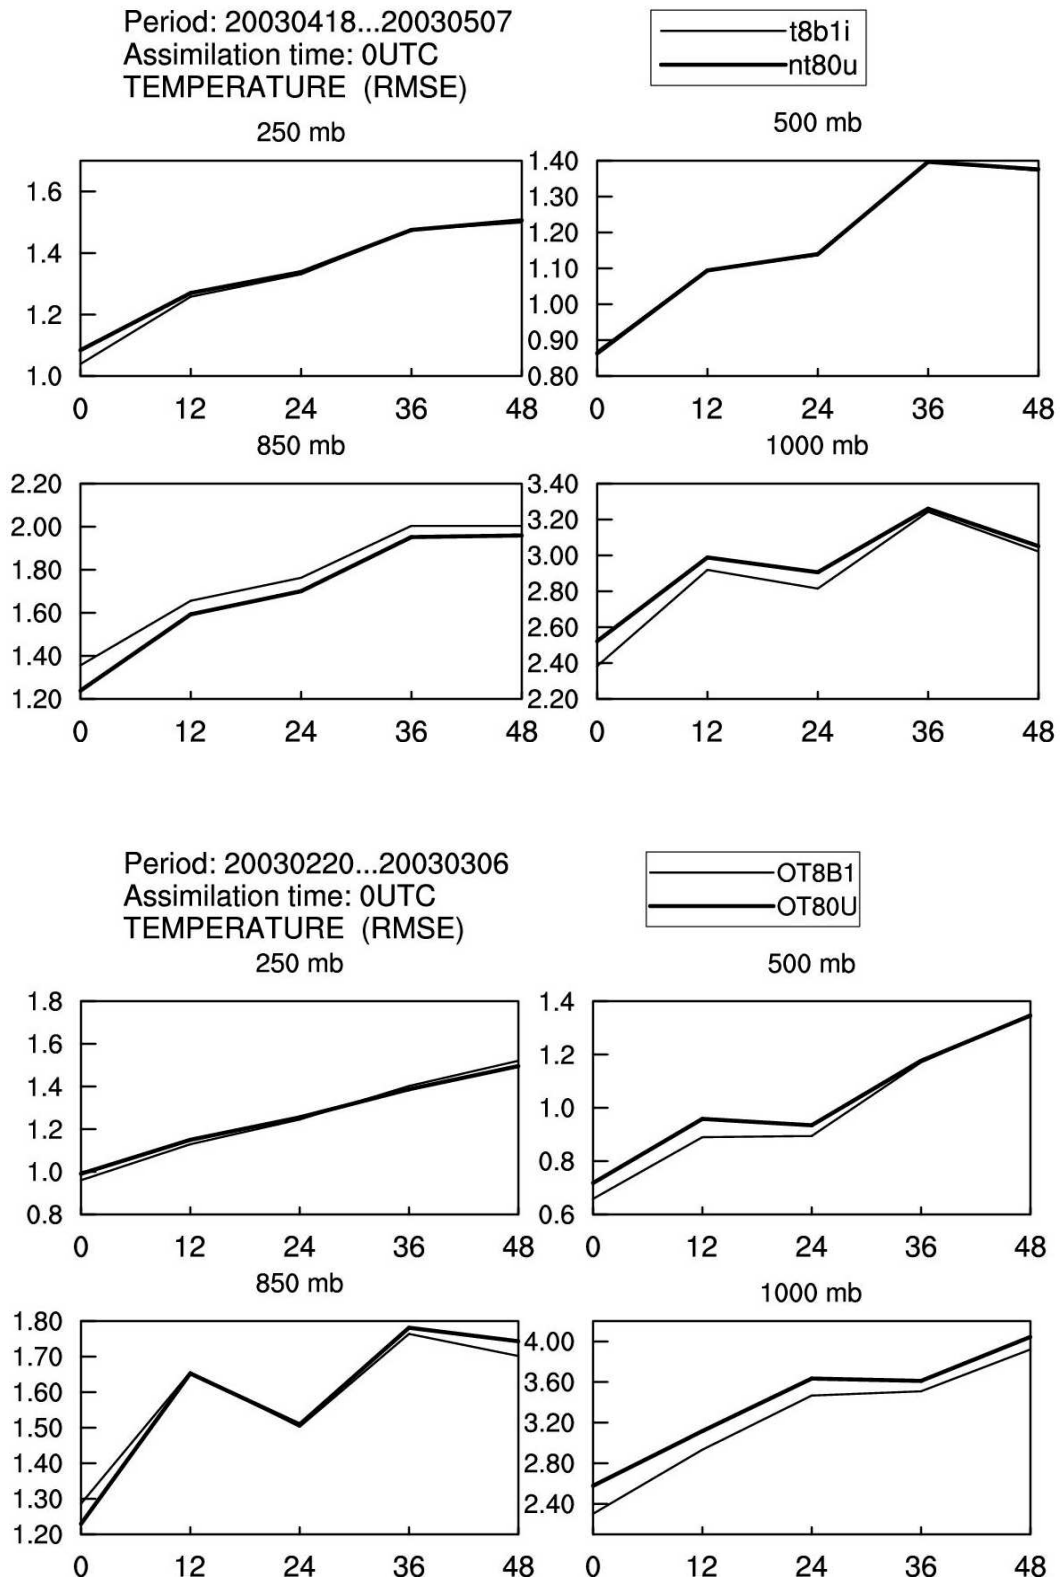 Period: 20030418...20030507
Assimilation time: 0UTC
TEMPERATURE (RMSE)
t8b1i
nt80u
250 mb
1.6
1.4
1.2
1.0
0 12 24 36 48
500 mb
1.40
1.30
1.20
1.10
1.00
0.90
0.80
0 12 24 36 48
850 mb
2.20
2.00
1.80
1.60
1.40
1.20
0 12 24 36 48
1000 mb
3.40
3.20
3.00
2.80
2.60
2.40
2.20
0 12 24 36 48
Period: 20030220...20030306
Assimilation time: 0UTC
TEMPERATURE (RMSE)
OT8B1
OT80U
250 mb
1.8
1.6
1.4
1.2
1.0
0.8
0 12 24 36 48
500 mb
1.4
1.2
1.0
0.8
0.6
0 12 24 36 48
850 mb
1.80
1.70
1.60
1.50
1.40
1.30
1.20
0 12 24 36 48
1000 mb
4.00
3.60
3.20
2.80
2.40
0 12 24 36 48